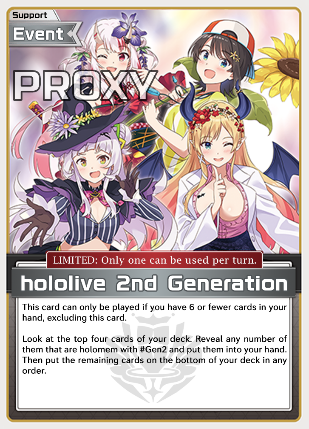 Support
Event
PROXY
LIMITED: Only one can be used per turn.
hololive 2nd Generation
This card can only be played if you have 6 or fewer cards in your
hand, excluding this card.
Look at the top four cards of your deck. Reveal any number of
them that are holomem with #Gen2 and put them into your hand.
Then put the remaining cards on the bottom of your deck in any
order.